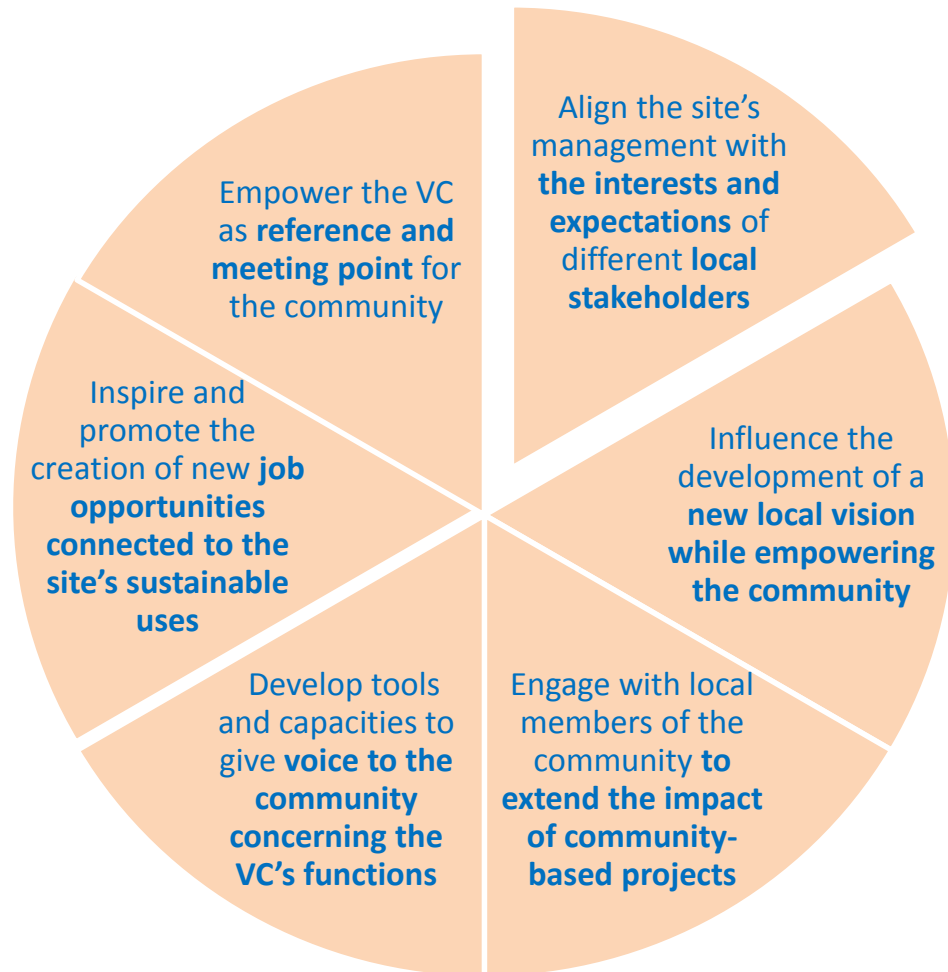 Align the site’s
management with
the interests and
expectations of
different local
stakeholders
Influence the
development of a
new local vision
while empowering
the community
Engage with local
members of the
community to
extend the impact
of community-
based projects
Develop tools
and capacities to
give voice to the
community
concerning the
VC’s functions
Inspire and
promote the
creation of new job
opportunities
connected to the
site’s sustainable
uses
Empower the VC
as reference and
meeting point for
the community